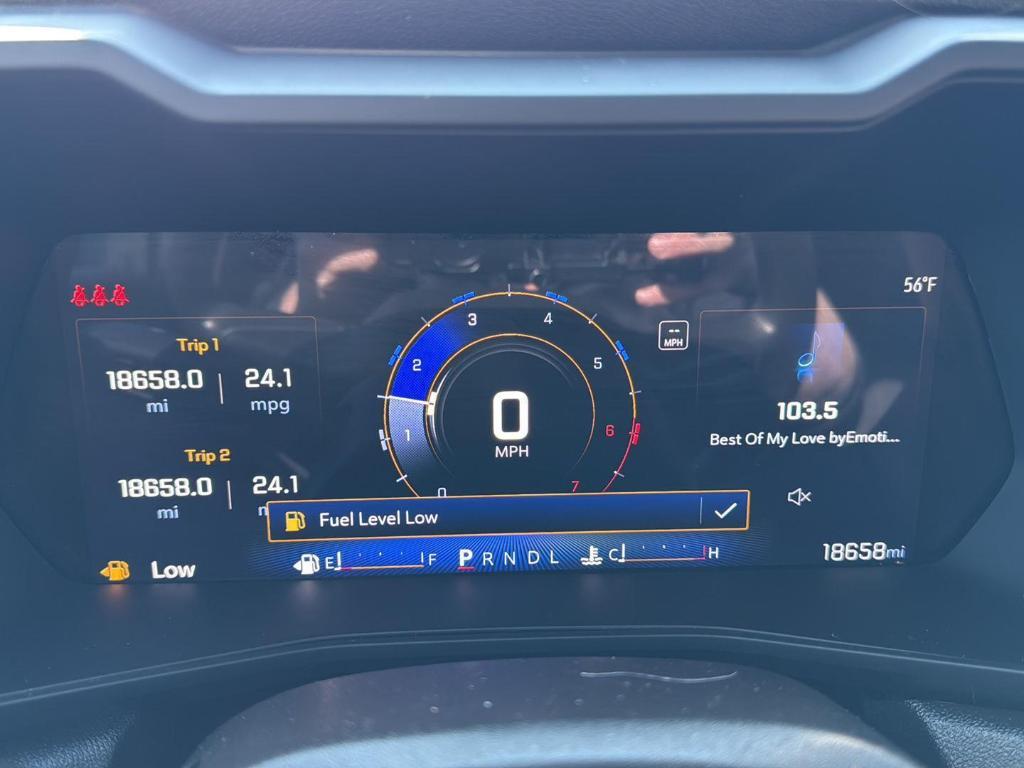 56°F
Trip 1
18658.0 | 24.1
mi mpg
Trip 2
18658.0 | 24.1
mi
0 1 2 3 4 5 6 7
0
MPH
--
MPH
103.5
Best Of My Love byEmoti...
Fuel Level Low
Low
E F P R N D L C H
18658mi